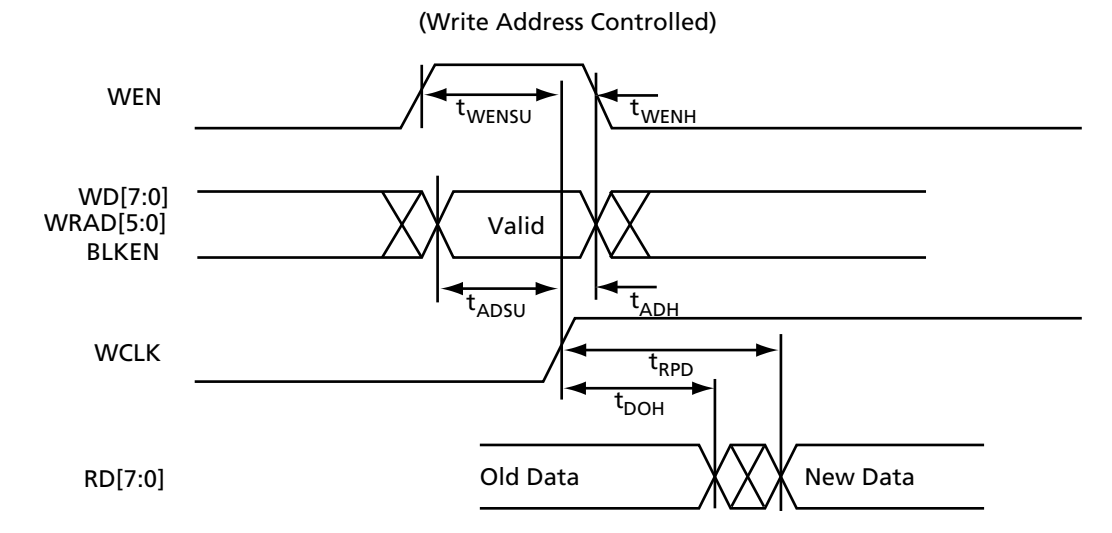 (Write Address Controlled)
WEN
tWENSU
tWENH
WD[7:0]
WRAD[5:0]
BLKEN
Valid
tADSU
tADH
WCLK
tRPD
tDOH
RD[7:0]
Old Data
New Data